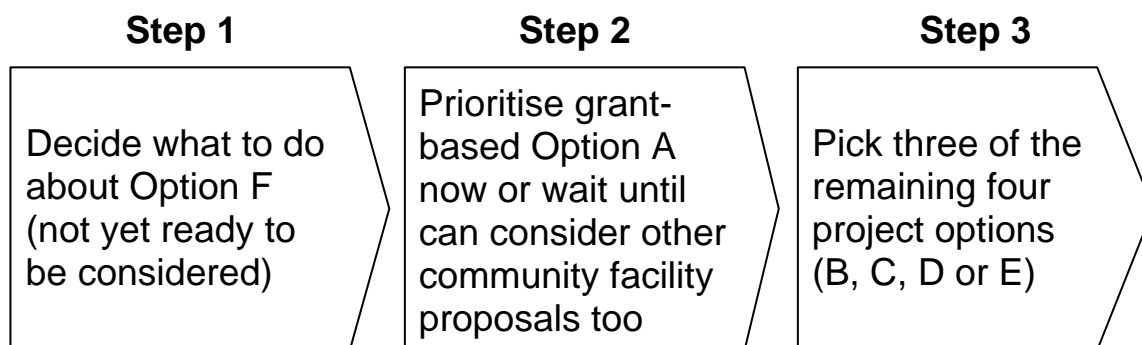 Step 1
Decide what to do
about Option F
(not yet ready to
be considered)
Step 2
Prioritise grant-
based Option A
now or wait until
can consider other
community facility
proposals too
Step 3
Pick three of the
remaining four
project options
(B, C, D or E)